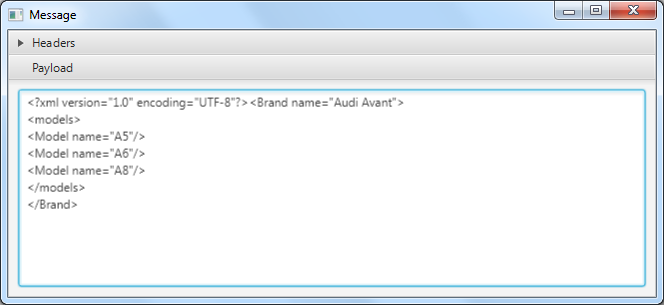 Message
Headers
Payload
<?xml version="1.0" encoding="UTF-8"?><Brand name="Audi Avant">
<models>
<Model name="A5"/>
<Model name="A6"/>
<Model name="A8"/>
</models>
</Brand>